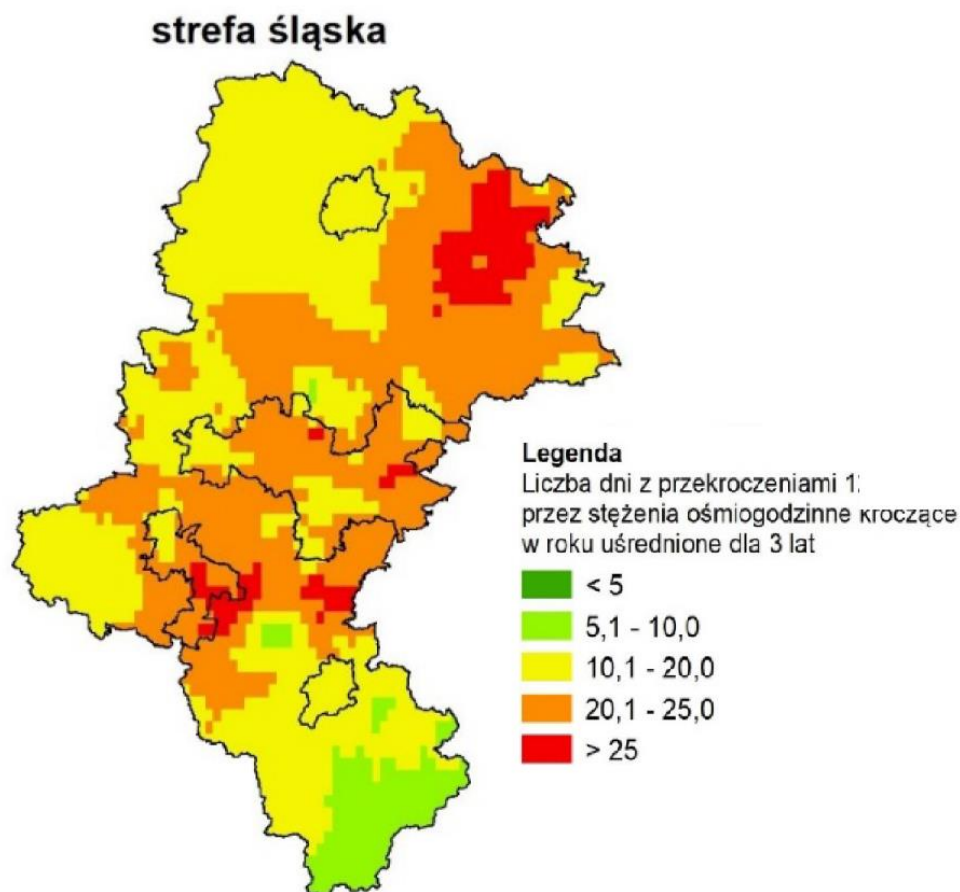 strefa śląska
Legenda
Liczba dni z przekroczeniami 1:
przez stężenia ośmiogodzinne kroczące
w roku uśrednione dla 3 lat
< 5
5,1 - 10,0
10,1 - 20,0
20,1 - 25,0
> 25